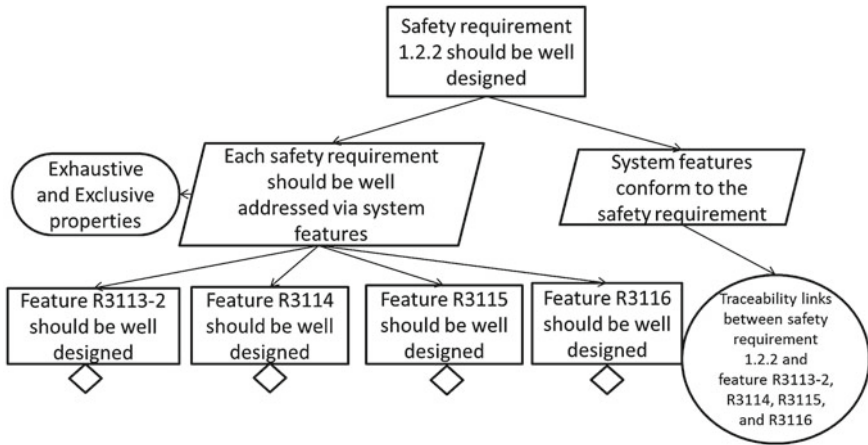 Safety requirement
1.2.2 should be well
designed
Exhaustive
and Exclusive
properties
Each safety requirement
should be well
addressed via system
features
System features
conform to the
safety requirement
Feature R3113-2
should be well
designed
Feature R3114
should be well
designed
Feature R3115
should be well
designed
Feature R3116
should be well
designed
Traceability links
between safety
requirement
1.2.2 and
feature R3113-2,
R3114, R3115,
and R3116